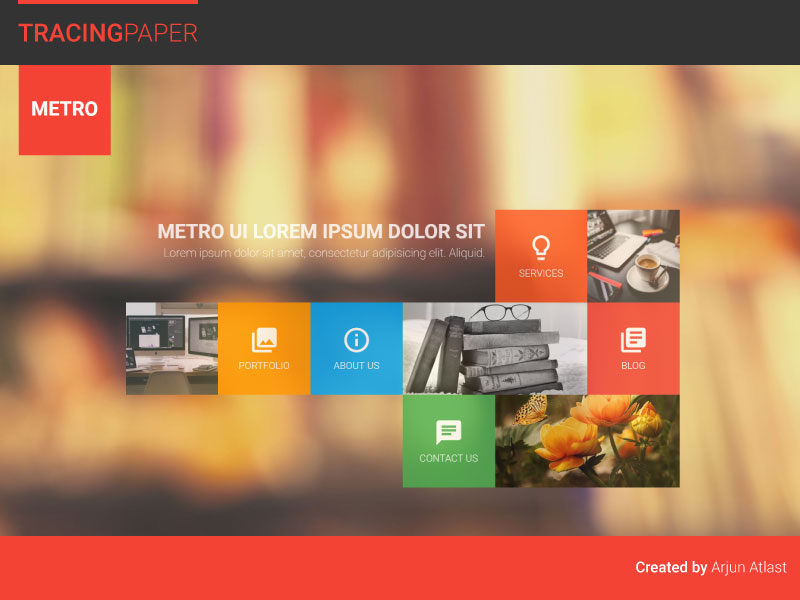 TRACINGPAPER
METRO
METRO UI LOREM IPSUM DOLOR SIT
Lorem ipsum dolor sit amet, consectetur adipisicing elit. Aliquid.
SERVICES
PORTFOLIO
ABOUT US
BLOG
CONTACT US
Created by Arjun Atlast